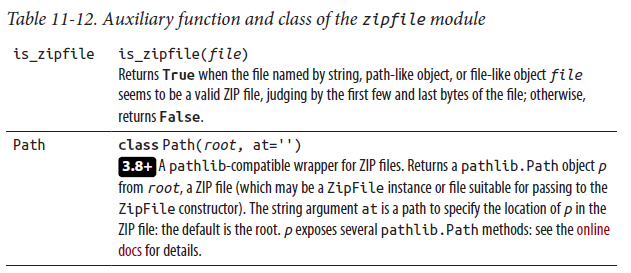 Table 11-12. Auxiliary function and class of the zipfile module
is_zipfile is_zipfile(file)
Returns True when the file named by string, path-like object, or file-like object file
seems to be a valid ZIP file, judging by the first few and last bytes of the file; otherwise,
returns False.
Path class Path(root, at='')
3.8+ A pathlib-compatible wrapper for ZIP files. Returns a pathlib.Path object p
from root, a ZIP file (which may be a ZipFile instance or file suitable for passing to the
ZipFile constructor). The string argument at is a path to specify the location of p in the
ZIP file: the default is the root. p exposes several pathlib.Path methods: see the online
docs for details.